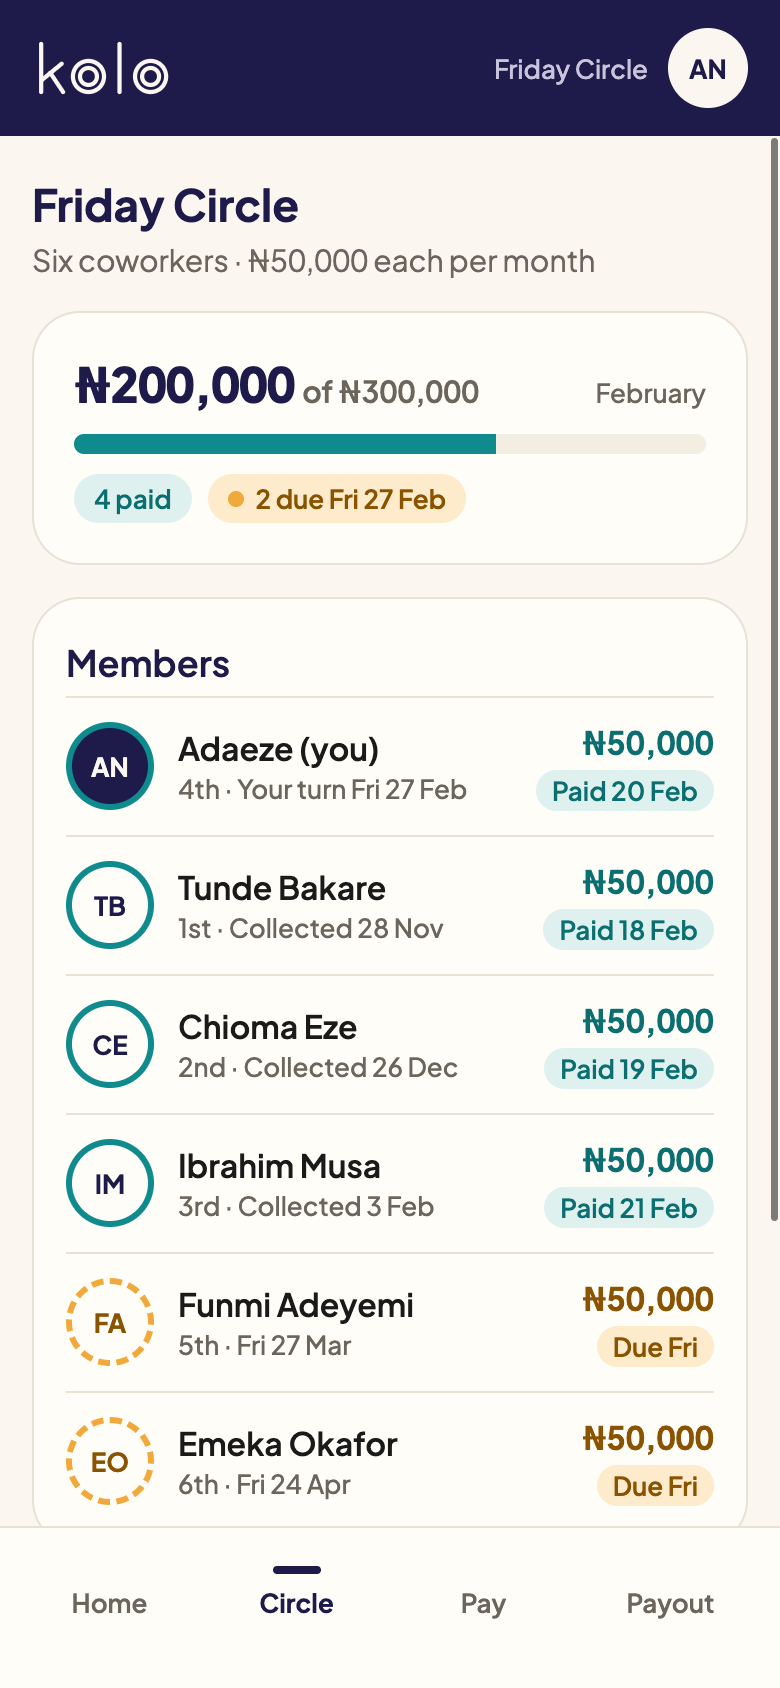 kolo
Friday Circle
AN
Friday Circle
Six coworkers · ₦50,000 each per month
₦200,000 of ₦300,000
February
4 paid
2 due Fri 27 Feb
Members
AN
Adaeze (you)
4th · Your turn Fri 27 Feb
₦50,000
Paid 20 Feb
TB
Tunde Bakare
1st · Collected 28 Nov
₦50,000
Paid 18 Feb
CE
Chioma Eze
2nd · Collected 26 Dec
₦50,000
Paid 19 Feb
IM
Ibrahim Musa
3rd · Collected 3 Feb
₦50,000
Paid 21 Feb
FA
Funmi Adeyemi
5th · Fri 27 Mar
₦50,000
Due Fri
EO
Emeka Okafor
6th · Fri 24 Apr
₦50,000
Due Fri
Home
Circle
Pay
Payout